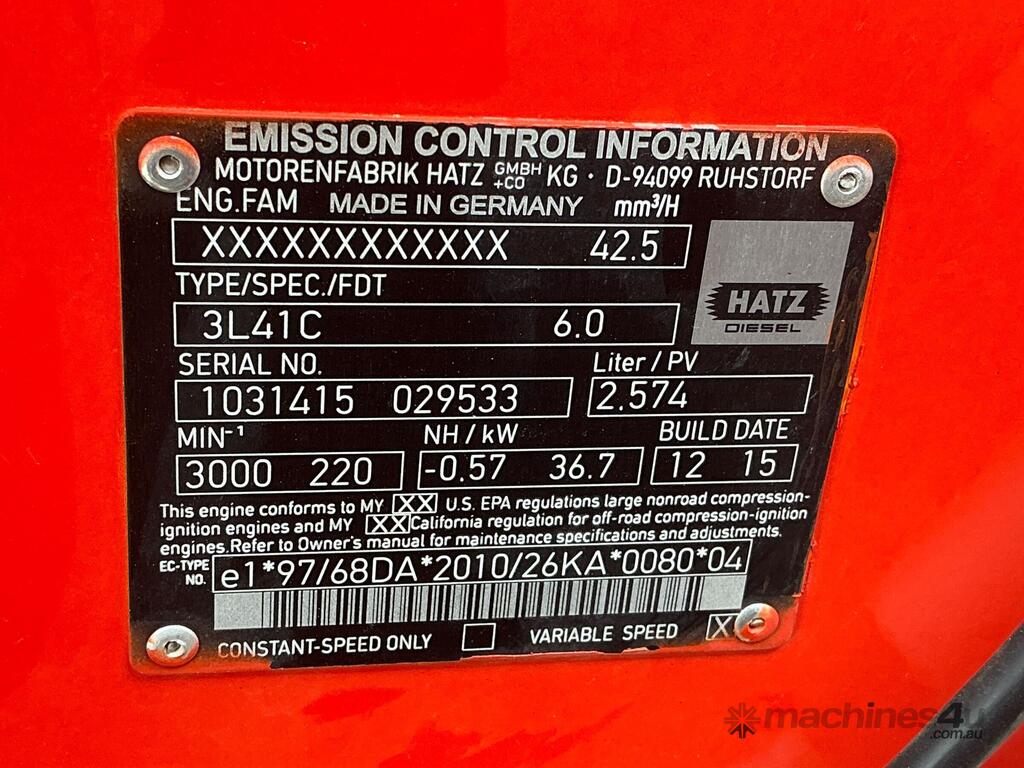 EMISSION CONTROL INFORMATION
MOTORENFABRIK HATZ GMBH +CO KG · D-94099 RUHSTORF
ENG.FAM MADE IN GERMANY mm³/H
XXXXXXXXXXXX 42.5
TYPE/SPEC./FDT
3L41C 6.0
HATZ
DIESEL
SERIAL NO. Liter / PV
1031415 029533 2.574
MIN-¹ NH / kW BUILD DATE
3000 220 -0.57 36.7 12 15
This engine conforms to MY XX U.S. EPA regulations large nonroad compression-
ignition engines and MY XX California regulation for off-road compression-ignition
engines. Refer to Owner's manual for maintenance specifications and adjustments.
EC-TYPE NO. e1*97/68DA*2010/26KA*0080*04
CONSTANT-SPEED ONLY VARIABLE SPEED X
machines4u
.com.au